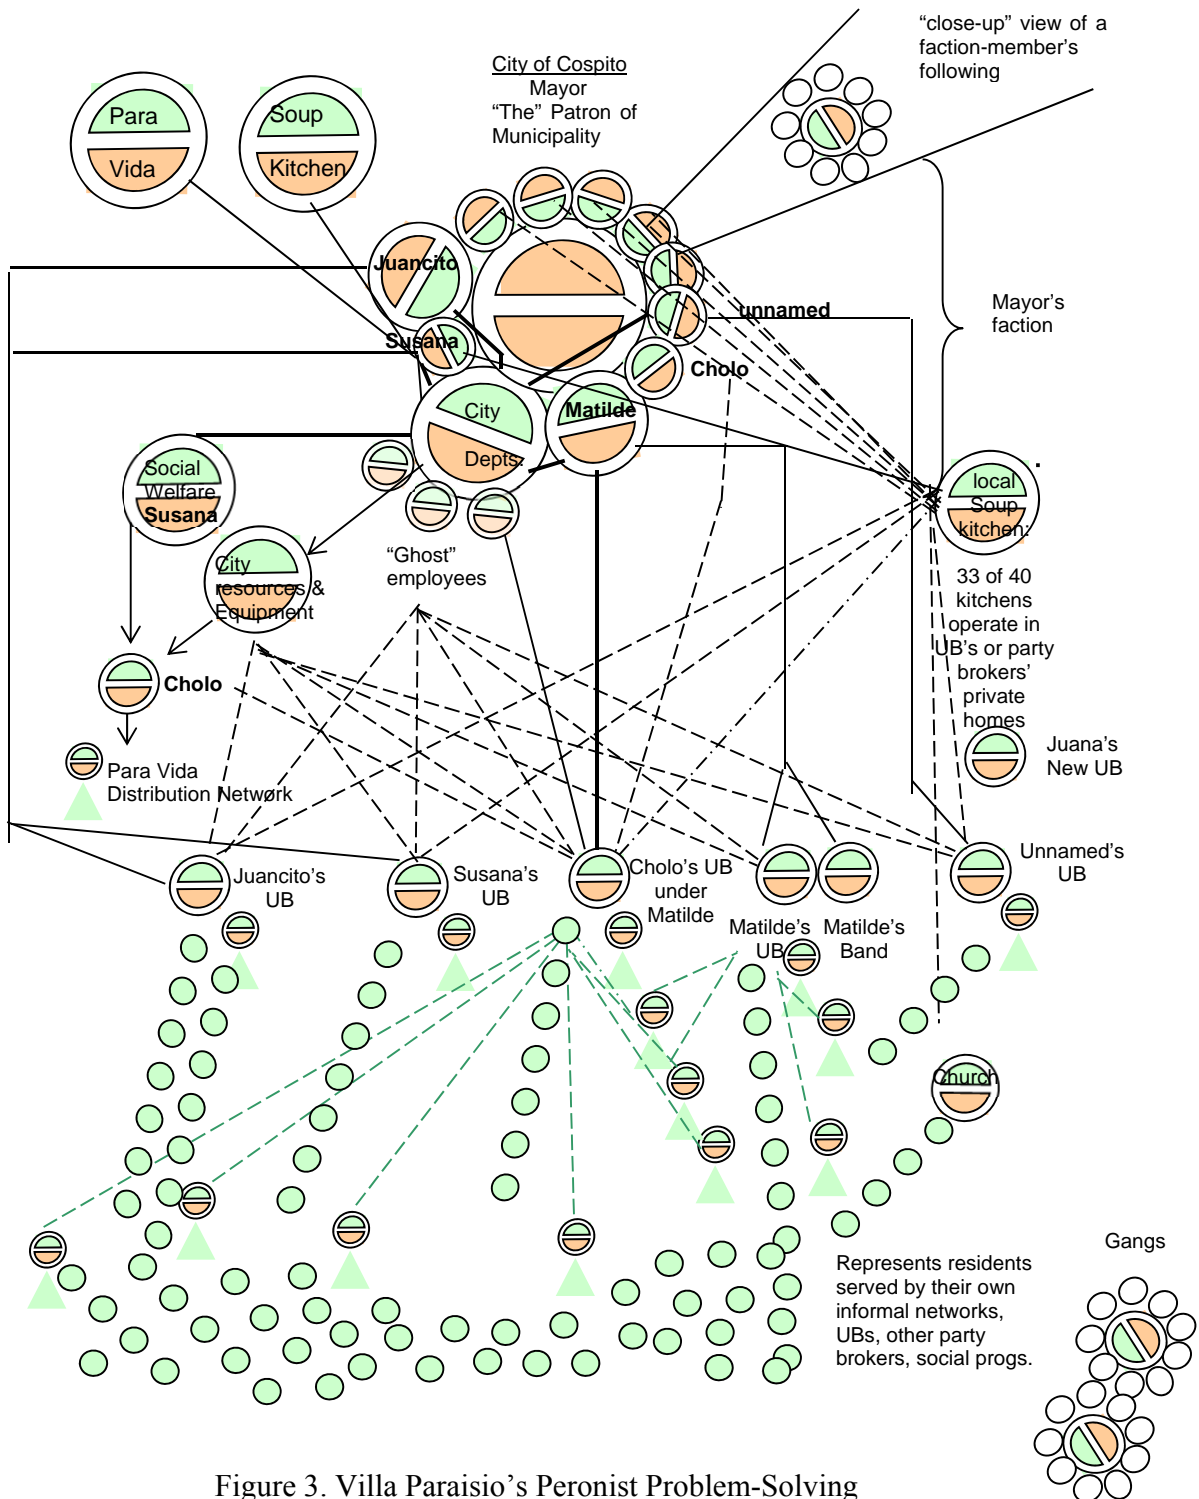 "close-up" view of a
faction-member's
following
City of Cospito
Mayor
"The" Patron of
Municipality
Para
Vida
Soup
Kitchen
Juancito
unnamed
Mayor's
faction
Susana
Cholo
City
Depts.
Matilde
Social
Welfare
Susana
local
Soup
kitchen:
City
resources &
Equipment
"Ghost"
employees
33 of 40
kitchens
operate in
UB's or party
brokers'
private
homes
Cholo
Juana's
New UB
Para Vida
Distribution Network
Juancito's
UB
Susana's
UB
Cholo's UB
under
Matilde
Matilde's
UB
Matilde's
Band
Unnamed's
UB
Church
Represents residents
served by their own
informal networks,
UBs, other party
brokers, social progs.
Gangs
Figure 3. Villa Paraisio's Peronist Problem-Solving